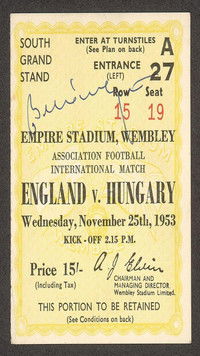 SOUTH GRAND STAND
ENTER AT TURNSTILES
(See Plan on back)
ENTRANCE
(LEFT)
A
27
Row Seat
15 19
EMPIRE STADIUM, WEMBLEY
ASSOCIATION FOOTBALL
INTERNATIONAL MATCH
ENGLAND v. HUNGARY
Wednesday, November 25th, 1953
KICK - OFF 2.15 P.M.
Price 15/-
(Including Tax)
CHAIRMAN AND
MANAGING DIRECTOR
Wembley Stadium Limited.
THIS PORTION TO BE RETAINED
(See Conditions on back)